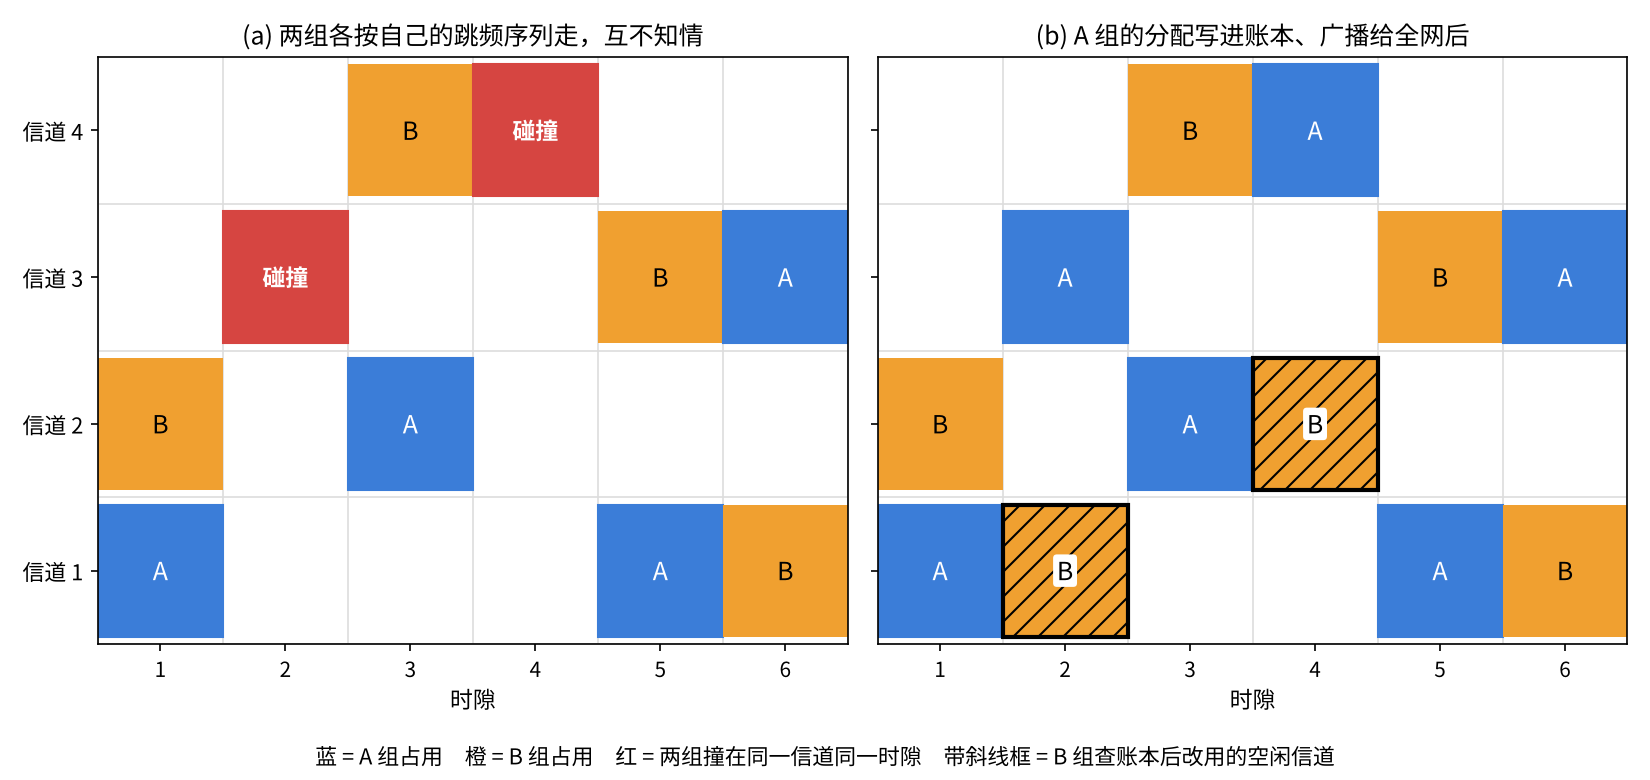 (a) 两组各按自己的跳频序列走，互不知情
信道 4
B
碰撞
信道 3
碰撞
B
A
信道 2
B
A
信道 1
A
A
B
1 2 3 4 5 6
时隙
(b) A 组的分配写进账本、广播给全网后
B
A
A
B
A
B
A
B
A
B
A
B
1 2 3 4 5 6
时隙
蓝 = A 组占用 橙 = B 组占用 红 = 两组撞在同一信道同一时隙 带斜线框 = B 组查账本后改用的空闲信道